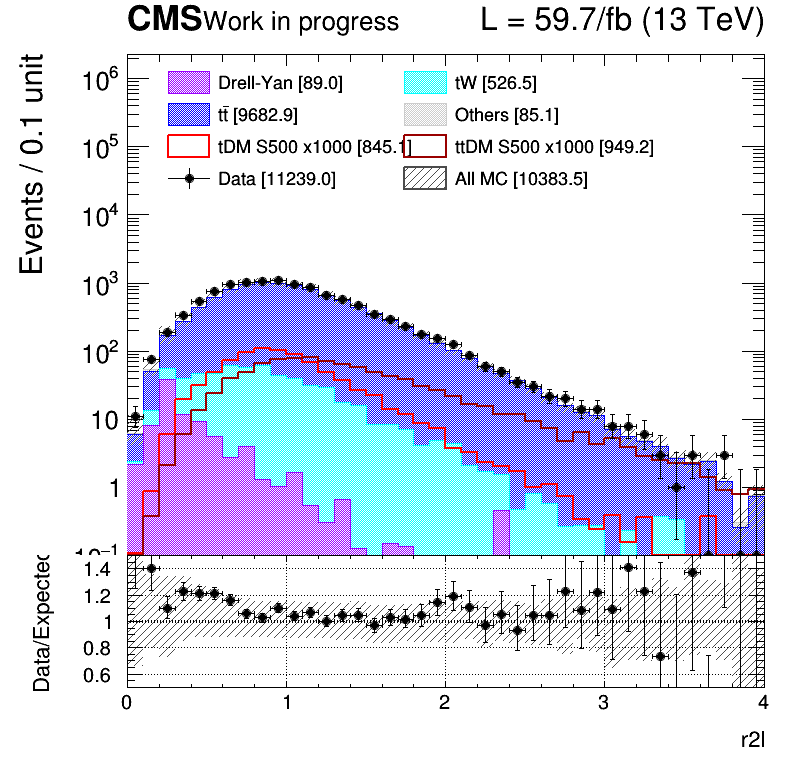 CMS Work in progress L = 59.7/fb (13 TeV)
Events / 0.1 unit
10⁶
10⁵
10⁴
10³
10²
10
1
10⁻¹
Drell-Yan [89.0] tW [526.5]
tt̄ [9682.9] Others [85.1]
tDM S500 x1000 [845.1] ttDM S500 x1000 [949.2]
Data [11239.0] All MC [10383.5]
Data/Expected
1.4
1.2
1
0.8
0.6
0 1 2 3 4
r2l